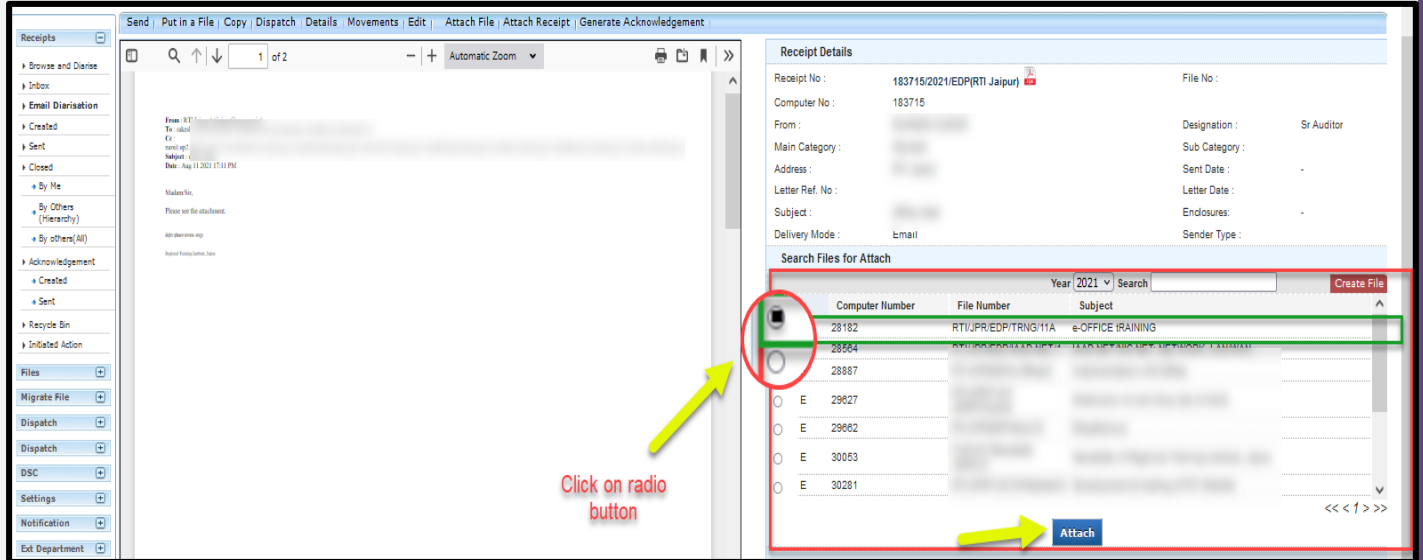 Send | Put in a File | Copy | Dispatch | Details | Movements | Edit | Attach File | Attach Receipt | Generate Acknowledgement
Receipts
Browse and Diarise
Inbox
Email Diarisation
Created
Sent
Closed
By Me
By Others
(Hierarchy)
By others(All)
Acknowledgement
Created
Sent
Recycle Bin
Initiated Action
Files
Migrate File
Dispatch
Dispatch
DSC
Settings
Notification
Ext Department
1 of 2
Automatic Zoom
From :
To :
Cc :
Subject :
Date : Aug 11 2021 17:11 PM
Madam/Sir,
Please see the attachment.
Regional Training Institute, Jaipur
Click on radio
button
Receipt Details
Receipt No : 183715/2021/EDP(RTI Jaipur) File No :
Computer No : 183715
From : Designation : Sr Auditor
Main Category : Sub Category :
Address : Sent Date : -
Letter Ref. No : Letter Date :
Subject : Enclosures: -
Delivery Mode : Email Sender Type :
Search Files for Attach
Year 2021 Search Create File
Computer Number File Number Subject
28182 RTI/JPR/EDP/TRNG/11A e-OFFICE tRAINING
28564
28887
E 29627
E 29662
E 30053
E 30281
<< < 1 > >>
Attach